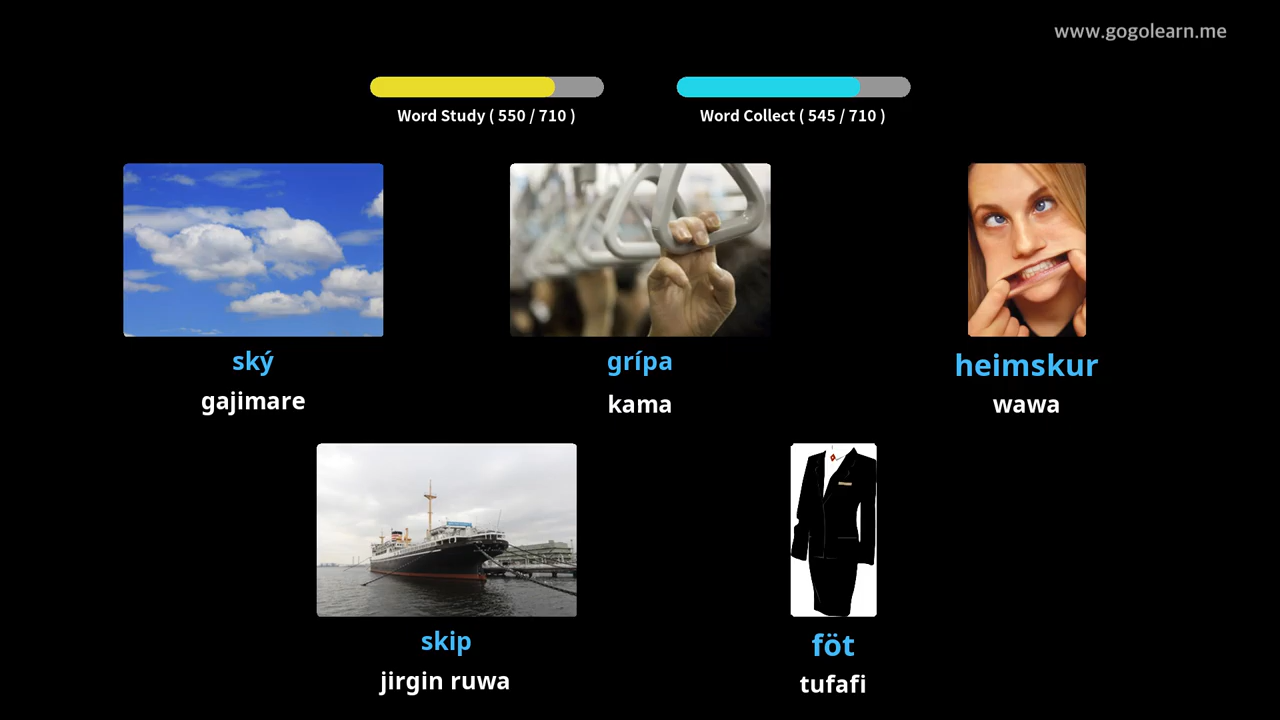 www.gogolearn.me
Word Study ( 550 / 710 )
Word Collect ( 545 / 710 )
ský
gajimare
grípa
kama
heimskur
wawa
skip
jirgin ruwa
föt
tufafi